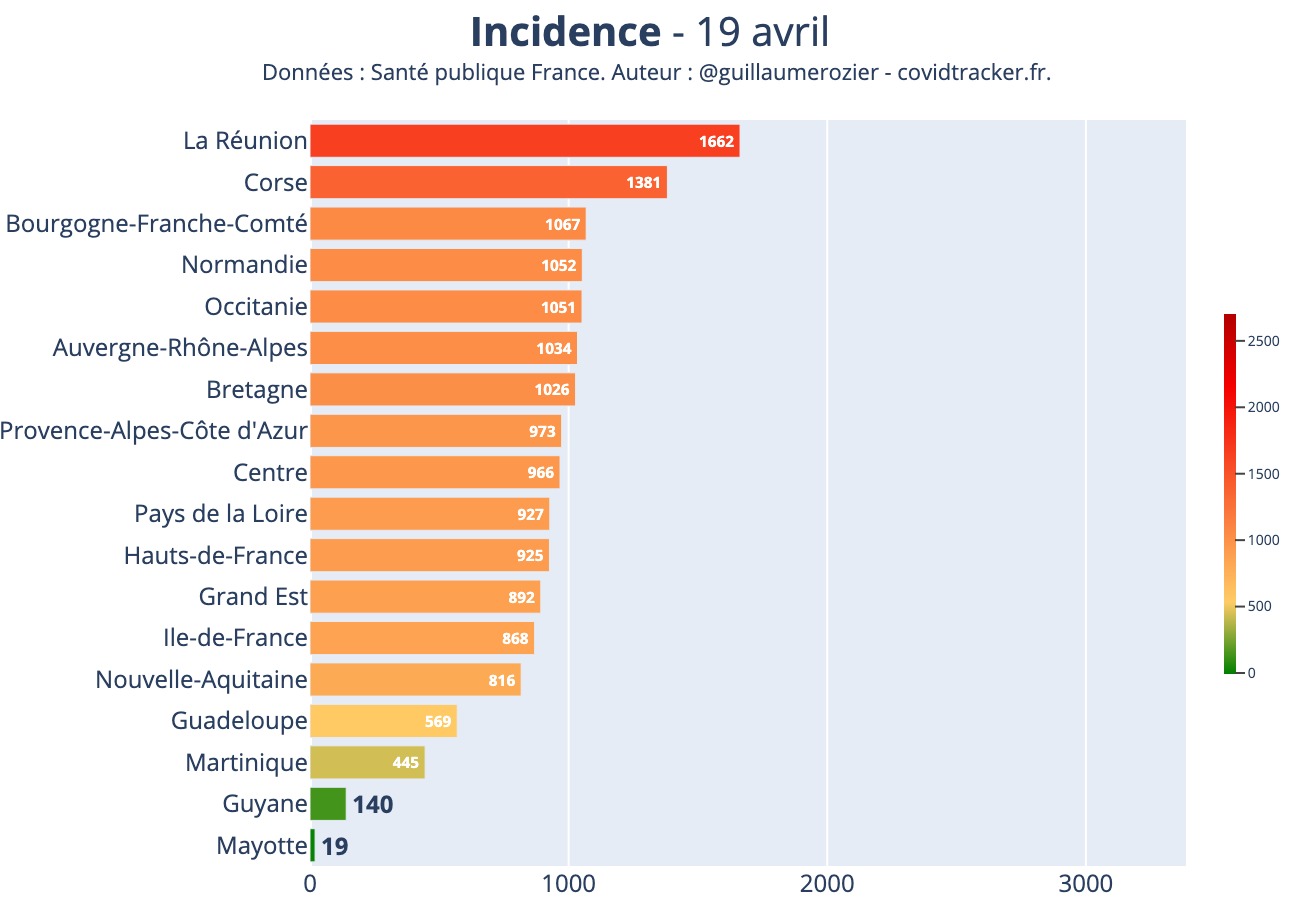 Incidence - 19 avril
Données : Santé publique France. Auteur : @guillaumerozier - covidtracker.fr.
La Réunion 1662
Corse 1381
Bourgogne-Franche-Comté 1067
Normandie 1052
Occitanie 1051
Auvergne-Rhône-Alpes 1034
Bretagne 1026
Provence-Alpes-Côte d'Azur 973
Centre 966
Pays de la Loire 927
Hauts-de-France 925
Grand Est 892
Ile-de-France 868
Nouvelle-Aquitaine 816
Guadeloupe 569
Martinique 445
Guyane 140
Mayotte 19
0 1000 2000 3000
2500
2000
1500
1000
500
0